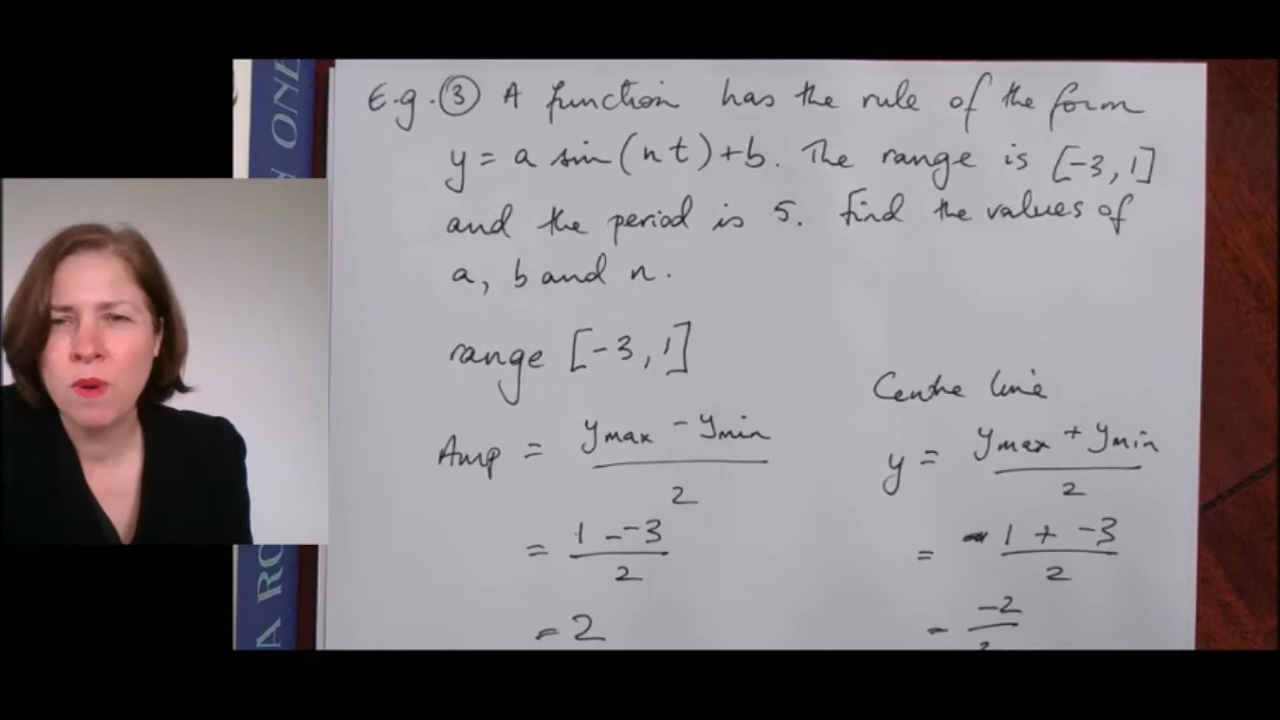 E.g. ③ A function has the rule of the form
y = a sin(nt)+b. The range is [-3, 1]
and the period is 5. Find the values of
a, b and n.
range [-3, 1]
Amp = ymax - ymin
2
= 1 - -3
2
= 2
Centre line
y = ymax + ymin
2
= 1 + -3
2
= -2
ONE
A RO